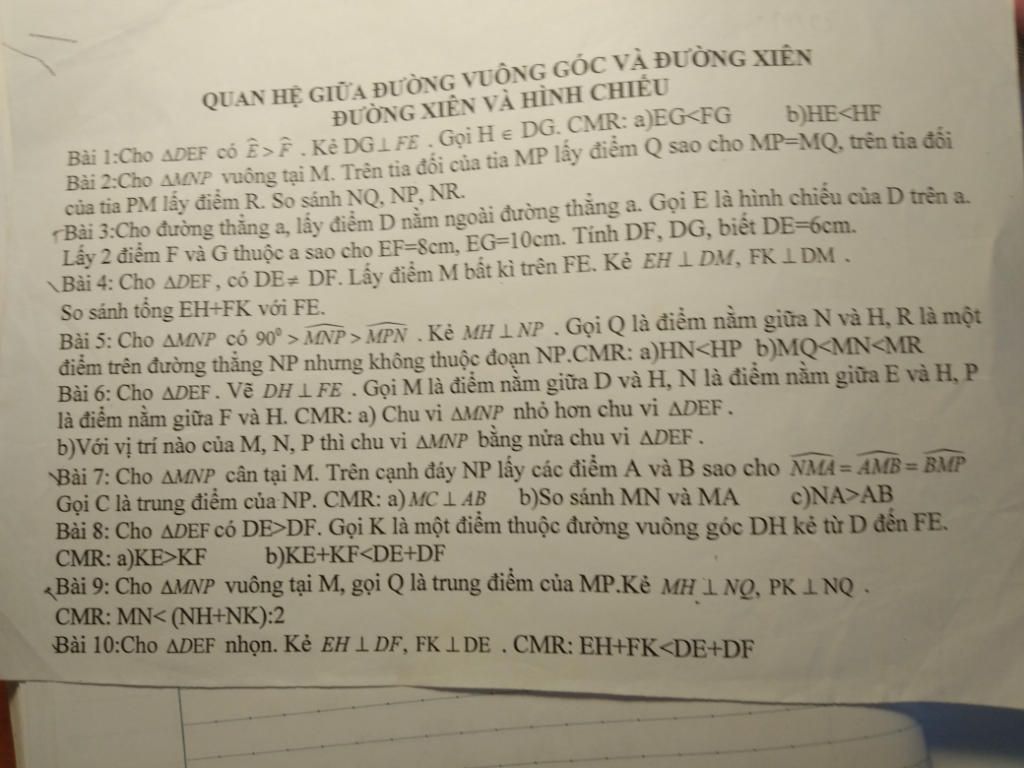 QUAN HỆ GIỮA ĐƯỜNG VUÔNG GÓC VÀ ĐƯỜNG XIÊN
ĐƯỜNG XIÊN VÀ HÌNH CHIẾU
Bài 1:Cho ΔDEF có Ê > F̂ . Kẻ DG⊥FE . Gọi H ∈ DG. CMR: a)EG<FG b)HE<HF
Bài 2:Cho ΔMNP vuông tại M. Trên tia đối của tia MP lấy điểm Q sao cho MP=MQ, trên tia đối
của tia PM lấy điểm R. So sánh NQ, NP, NR.
Bài 3:Cho đường thẳng a, lấy điểm D nằm ngoài đường thẳng a. Gọi E là hình chiếu của D trên a.
Lấy 2 điểm F và G thuộc a sao cho EF=8cm, EG=10cm. Tính DF, DG, biết DE=6cm.
Bài 4: Cho ΔDEF, có DE≠ DF. Lấy điểm M bất kì trên FE. Kẻ EH ⊥ DM, FK ⊥ DM .
So sánh tổng EH+FK với FE.
Bài 5: Cho ΔMNP có 90⁰ > M͡NP > M͡PN . Kẻ MH ⊥ NP . Gọi Q là điểm nằm giữa N và H, R là một
điểm trên đường thẳng NP nhưng không thuộc đoạn NP.CMR: a)HN<HP b)MQ<MN<MR
Bài 6: Cho ΔDEF. Vẽ DH ⊥ FE . Gọi M là điểm nằm giữa D và H, N là điểm nằm giữa E và H, P
là điểm nằm giữa F và H. CMR: a) Chu vi ΔMNP nhỏ hơn chu vi ΔDEF .
b)Với vị trí nào của M, N, P thì chu vi ΔMNP bằng nửa chu vi ΔDEF .
Bài 7: Cho ΔMNP cân tại M. Trên cạnh đáy NP lấy các điểm A và B sao cho N͡MA = A͡MB = B͡MP
Gọi C là trung điểm của NP. CMR: a) MC ⊥ AB b)So sánh MN và MA c)NA>AB
Bài 8: Cho ΔDEF có DE>DF. Gọi K là một điểm thuộc đường vuông góc DH kẻ từ D đến FE.
CMR: a)KE>KF b)KE+KF<DE+DF
Bài 9: Cho ΔMNP vuông tại M, gọi Q là trung điểm của MP.Kẻ MH ⊥ NQ, PK ⊥ NQ .
CMR: MN< (NH+NK):2
Bài 10:Cho ΔDEF nhọn. Kẻ EH ⊥ DF, FK ⊥ DE . CMR: EH+FK<DE+DF